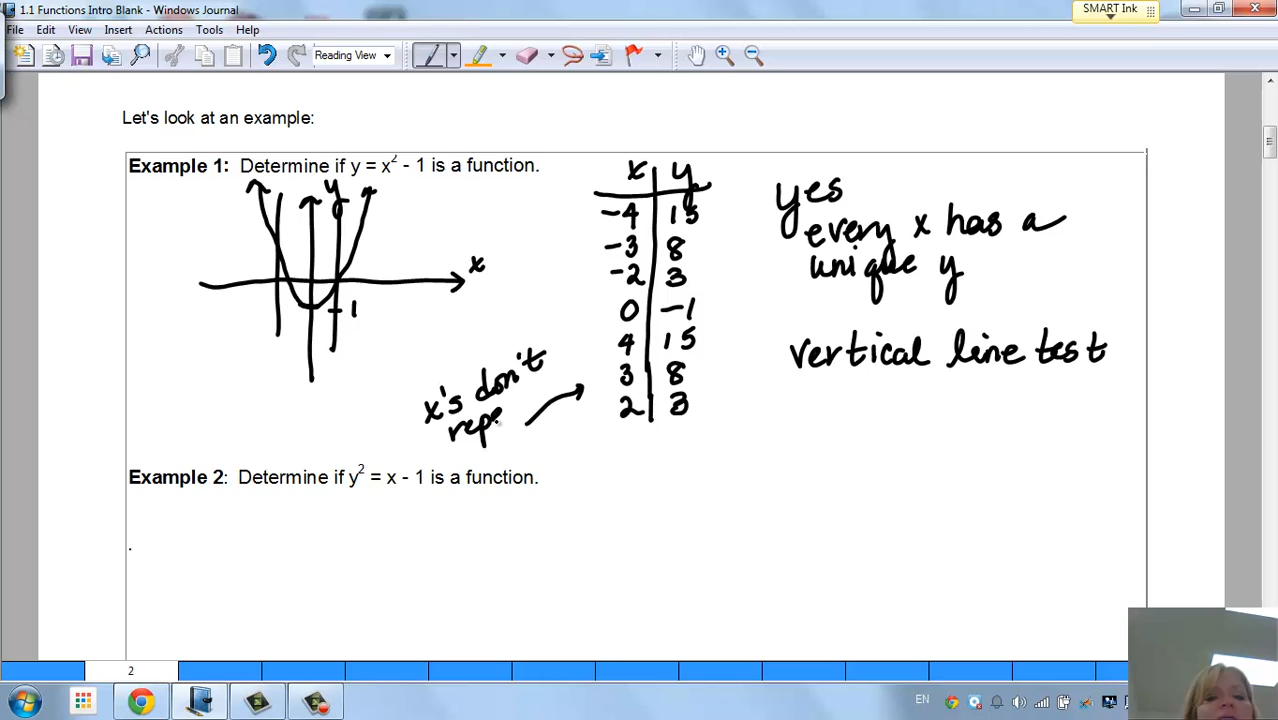 1.1 Functions Intro Blank - Windows Journal
SMART Ink
File Edit View Insert Actions Tools Help
Reading View
Let's look at an example:
Example 1: Determine if y = x² - 1 is a function.
y
x
-1
x y
-4 15
-3 8
-2 3
0 -1
4 15
3 8
2 3
yes
every x has a
unique y
vertical line test
x's don't
repe
Example 2: Determine if y² = x - 1 is a function.
2
EN